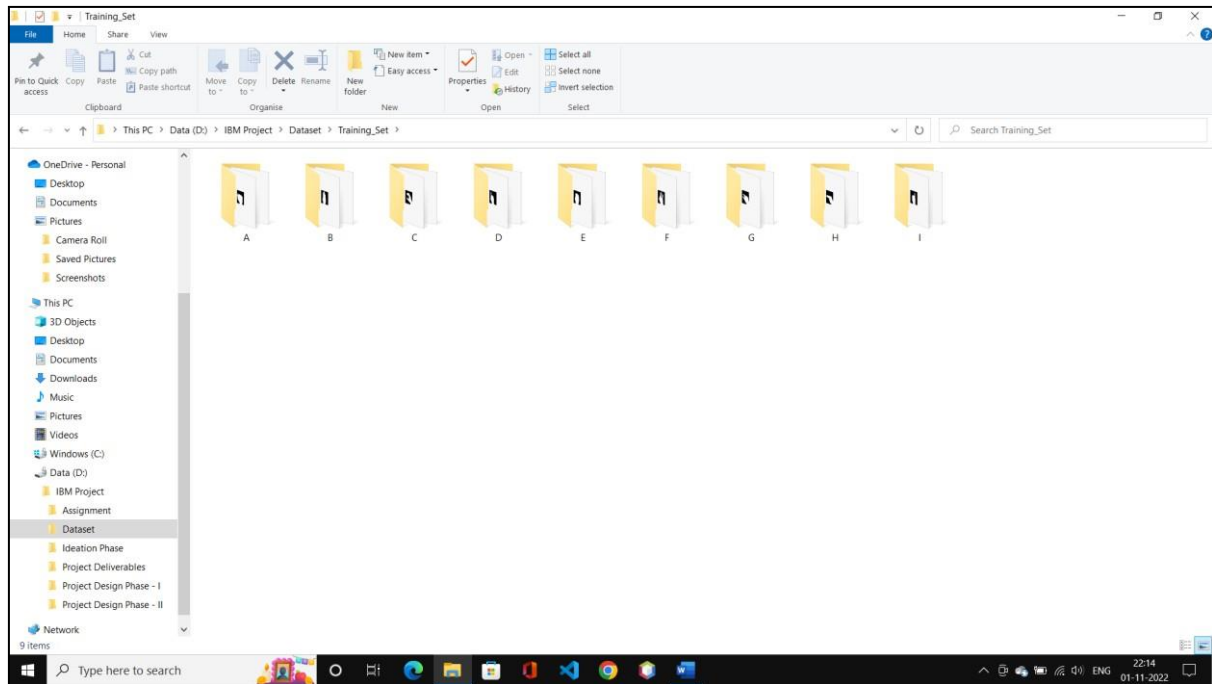 Training_Set
File Home Share View
Pin to Quick access
Copy
Paste
Cut
Copy path
Paste shortcut
Clipboard
Move to
Copy to
Delete
Rename
Organise
New folder
New item
Easy access
New
Properties
Open
Edit
History
Open
Select all
Select none
Invert selection
Select
This PC > Data (D:) > IBM Project > Dataset > Training_Set >
Search Training_Set
OneDrive - Personal
Desktop
Documents
Pictures
Camera Roll
Saved Pictures
Screenshots
This PC
3D Objects
Desktop
Documents
Downloads
Music
Pictures
Videos
Windows (C:)
Data (D:)
IBM Project
Assignment
Dataset
Ideation Phase
Project Deliverables
Project Design Phase - I
Project Design Phase - II
Network
A B C D E F G H I
9 items
Type here to search
ENG
22:14
01-11-2022